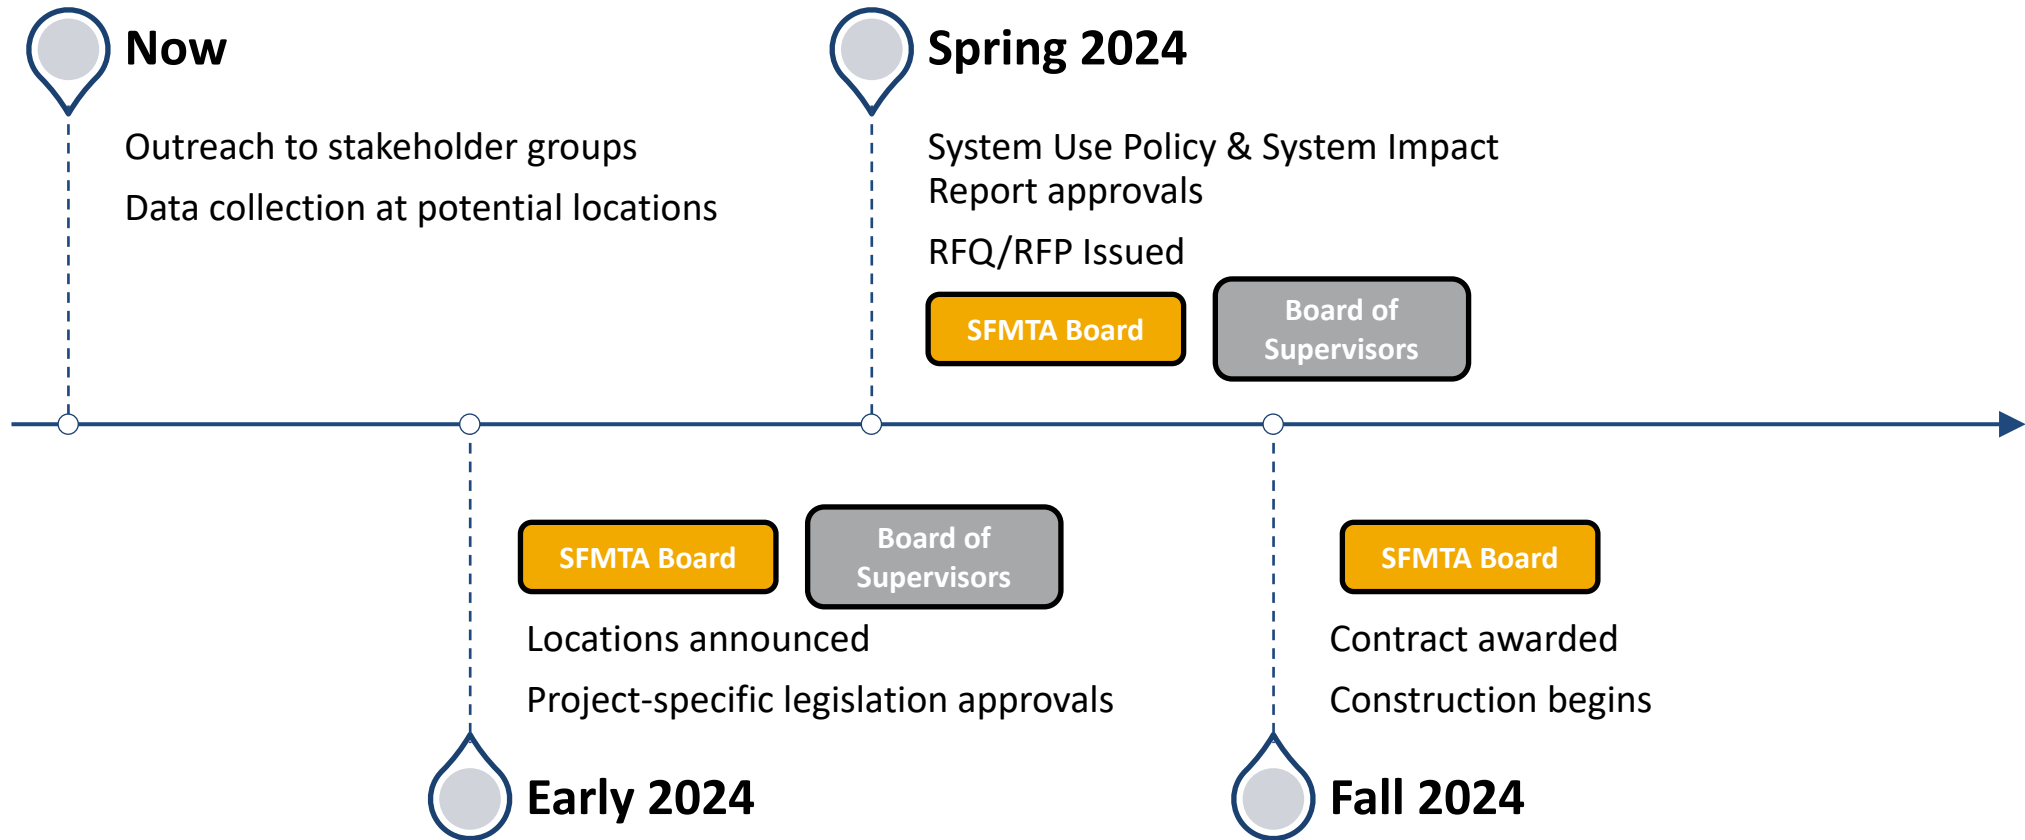 Now
Outreach to stakeholder groups
Data collection at potential locations
Spring 2024
System Use Policy & System Impact
Report approvals
RFQ/RFP Issued
SFMTA Board
Board of
Supervisors
SFMTA Board
Board of
Supervisors
Locations announced
Project-specific legislation approvals
Early 2024
SFMTA Board
Contract awarded
Construction begins
Fall 2024